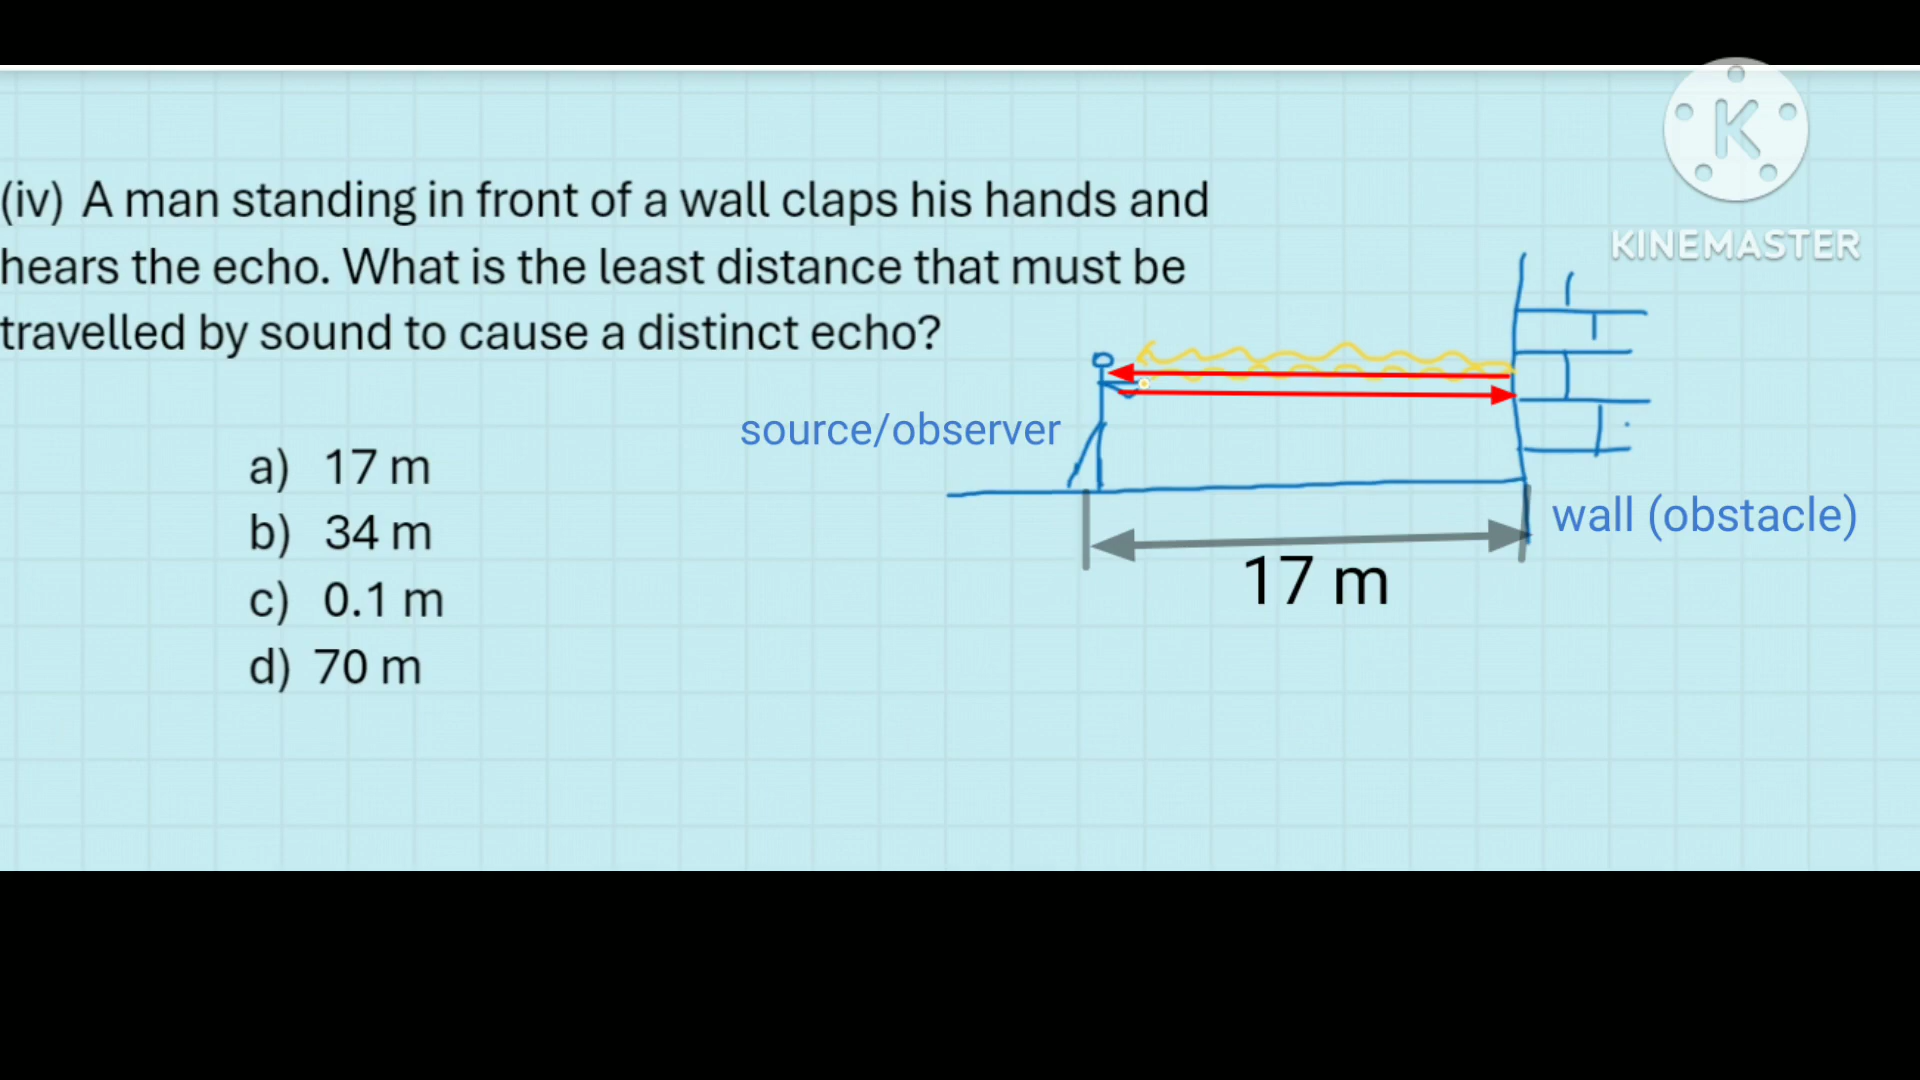 K
KINEMASTER
(iv) A man standing in front of a wall claps his hands and
hears the echo. What is the least distance that must be
travelled by sound to cause a distinct echo?
source/observer
a) 17 m
b) 34 m
c) 0.1 m
d) 70 m
wall (obstacle)
17 m